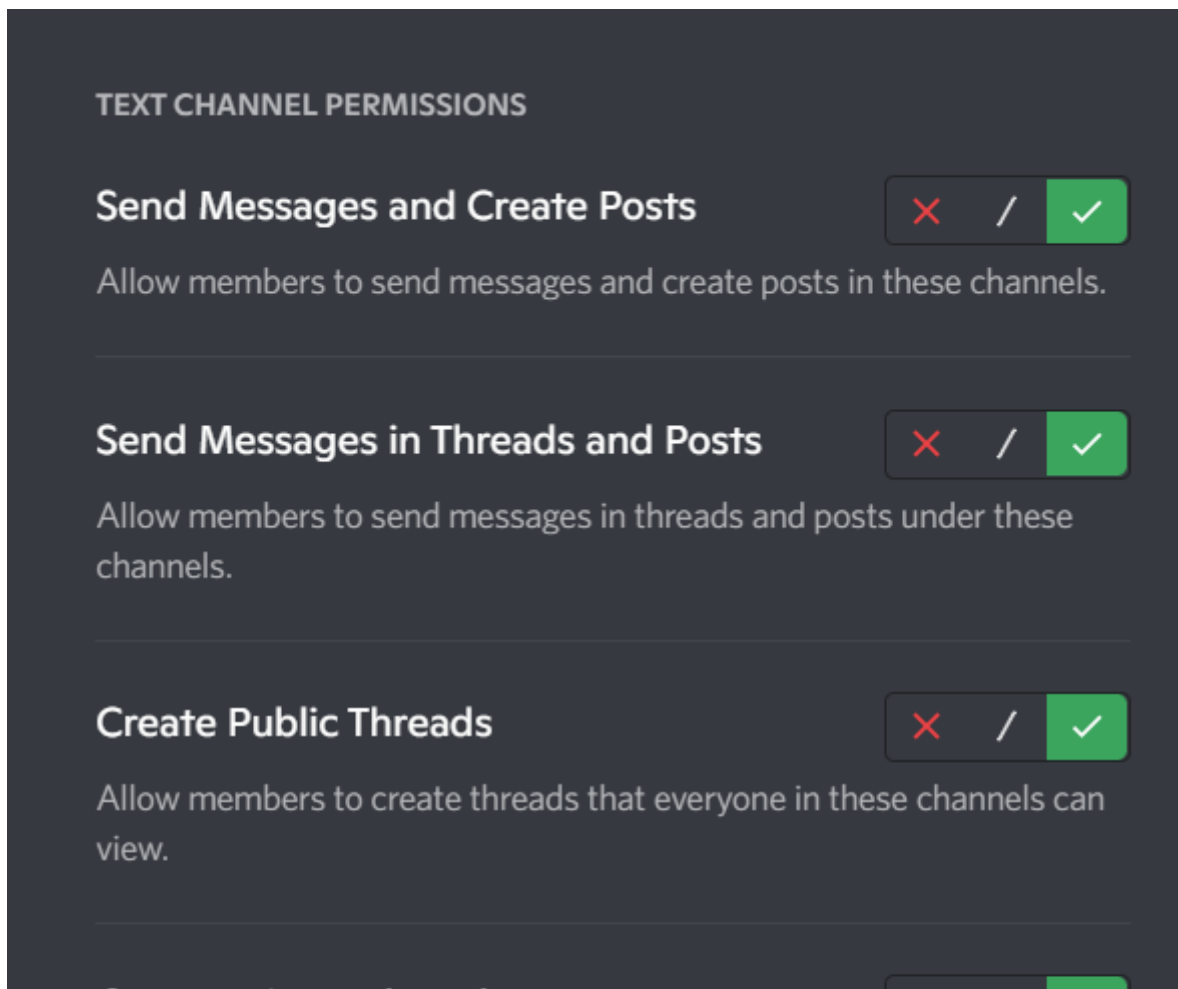 TEXT CHANNEL PERMISSIONS
Send Messages and Create Posts
Allow members to send messages and create posts in these channels.
Send Messages in Threads and Posts
Allow members to send messages in threads and posts under these
channels.
Create Public Threads
Allow members to create threads that everyone in these channels can
view.